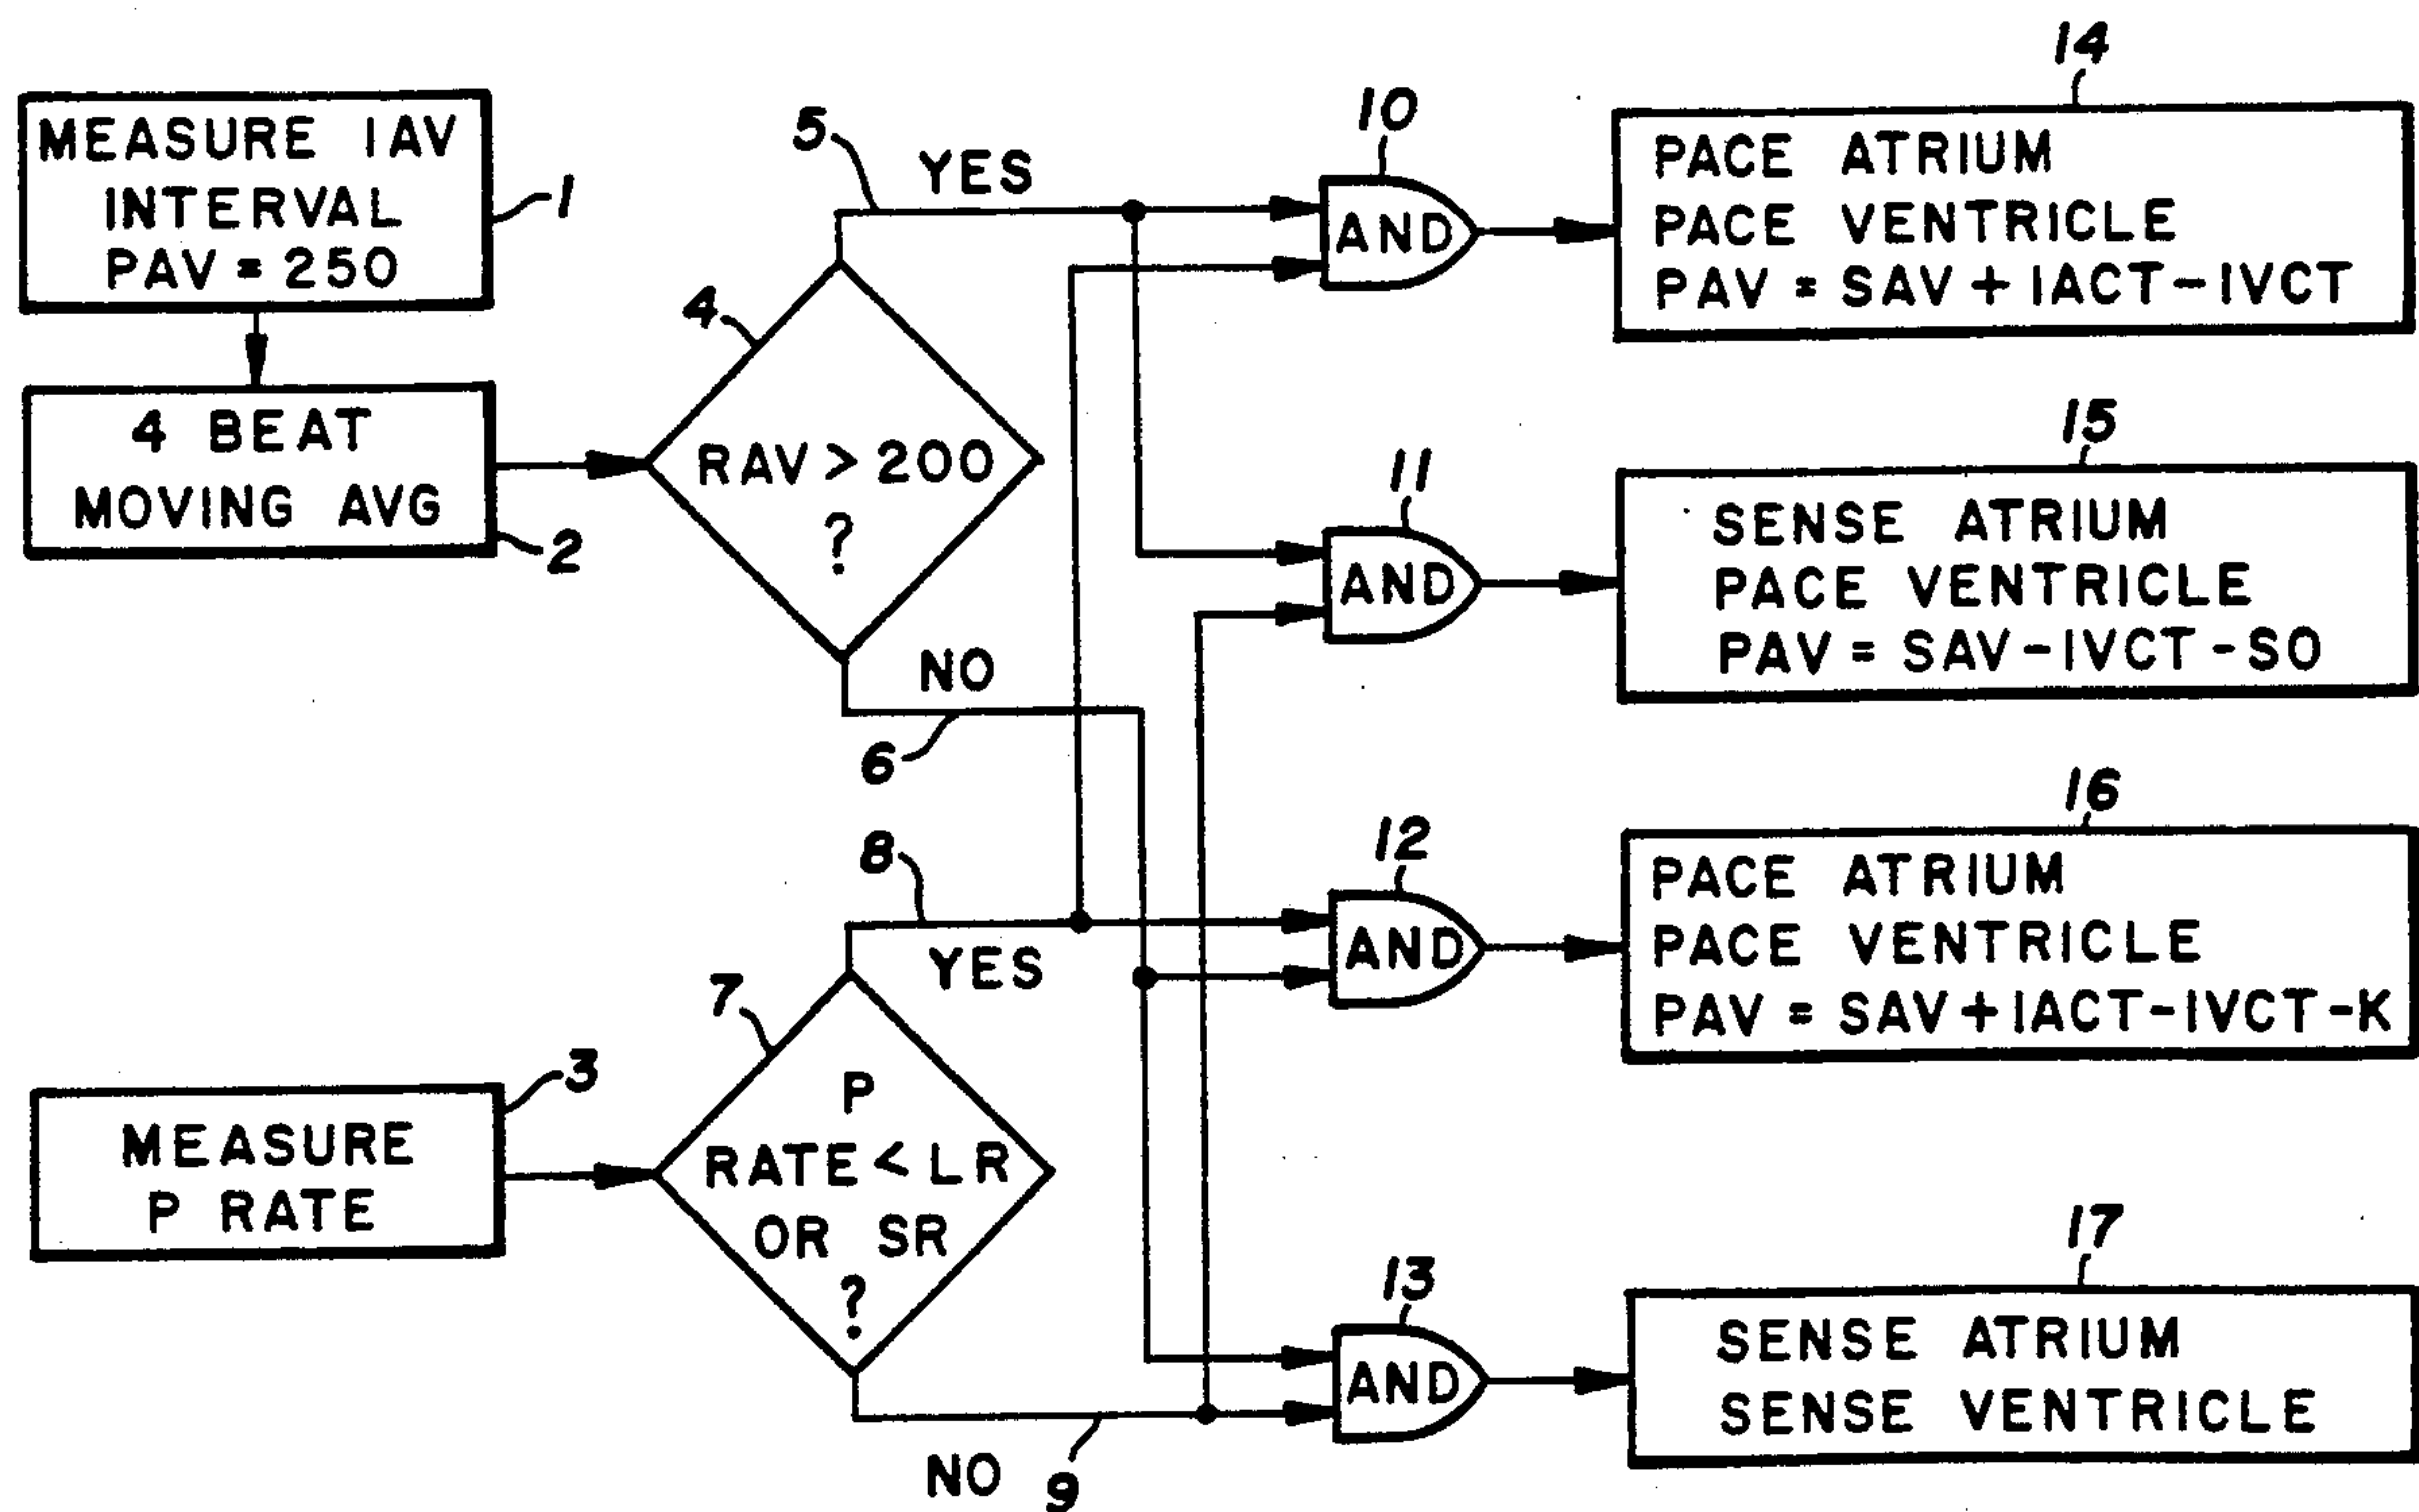 MEASURE IAV
INTERVAL
PAV = 250
1
4 BEAT
MOVING AVG
2
MEASURE
P RATE
3
4
RAV > 200
?
5
YES
NO
6
7
P
RATE < LR
OR SR
?
8
YES
NO
9
10
AND
11
AND
12
AND
13
AND
14
PACE ATRIUM
PACE VENTRICLE
PAV = SAV + IACT - IVCT
15
SENSE ATRIUM
PACE VENTRICLE
PAV = SAV - IVCT - SO
16
PACE ATRIUM
PACE VENTRICLE
PAV = SAV + IACT - IVCT - K
17
SENSE ATRIUM
SENSE VENTRICLE